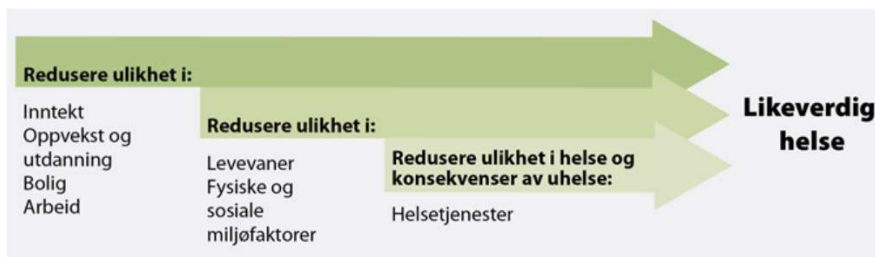 Redusere ulikhet i:
Inntekt
Oppvekst og
utdanning
Bolig
Arbeid
Redusere ulikhet i:
Levevaner
Fysiske og
sosiale
miljøfaktorer
Redusere ulikhet i helse og
konsekvenser av uhelse:
Helsetjenester
Likeverdig
helse